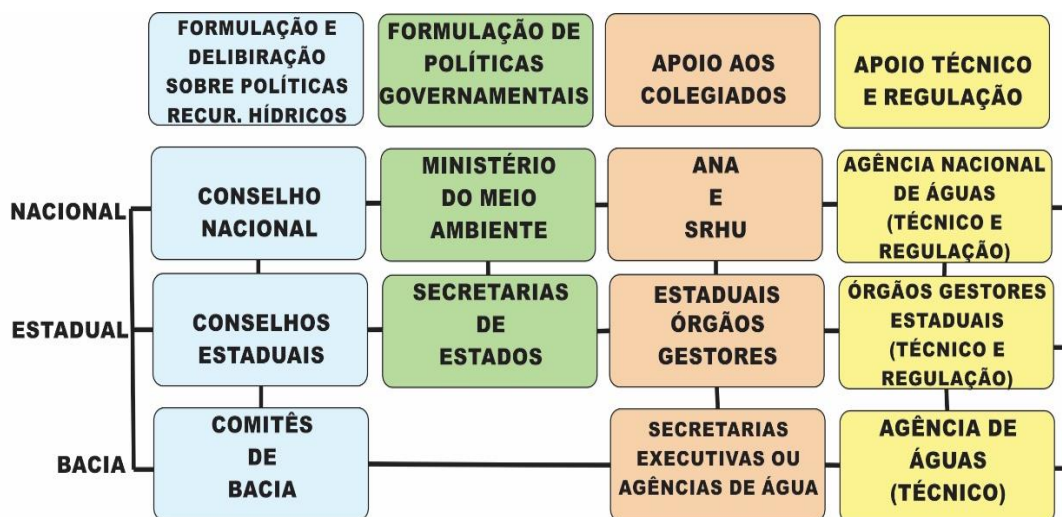 FORMULAÇÃO E
DELIBIRAÇÃO
SOBRE POLÍTICAS
RECUR. HÍDRICOS
FORMULAÇÃO DE
POLÍTICAS
GOVERNAMENTAIS
APOIO AOS
COLEGIADOS
APOIO TÉCNICO
E REGULAÇÃO
NACIONAL
CONSELHO
NACIONAL
MINISTÉRIO
DO MEIO
AMBIENTE
ANA
E
SRHU
AGÊNCIA NACIONAL
DE ÁGUAS
(TÉCNICO E
REGULAÇÃO)
ESTADUAL
CONSELHOS
ESTADUAIS
SECRETARIAS
DE
ESTADOS
ESTADUAIS
ÓRGÃOS
GESTORES
ÓRGÃOS GESTORES
ESTADUAIS
(TÉCNICO E
REGULAÇÃO)
BACIA
COMITÊS
DE
BACIA
SECRETARIAS
EXECUTIVAS OU
AGÊNCIAS DE ÁGUA
AGÊNCIA DE
ÁGUAS
(TÉCNICO)